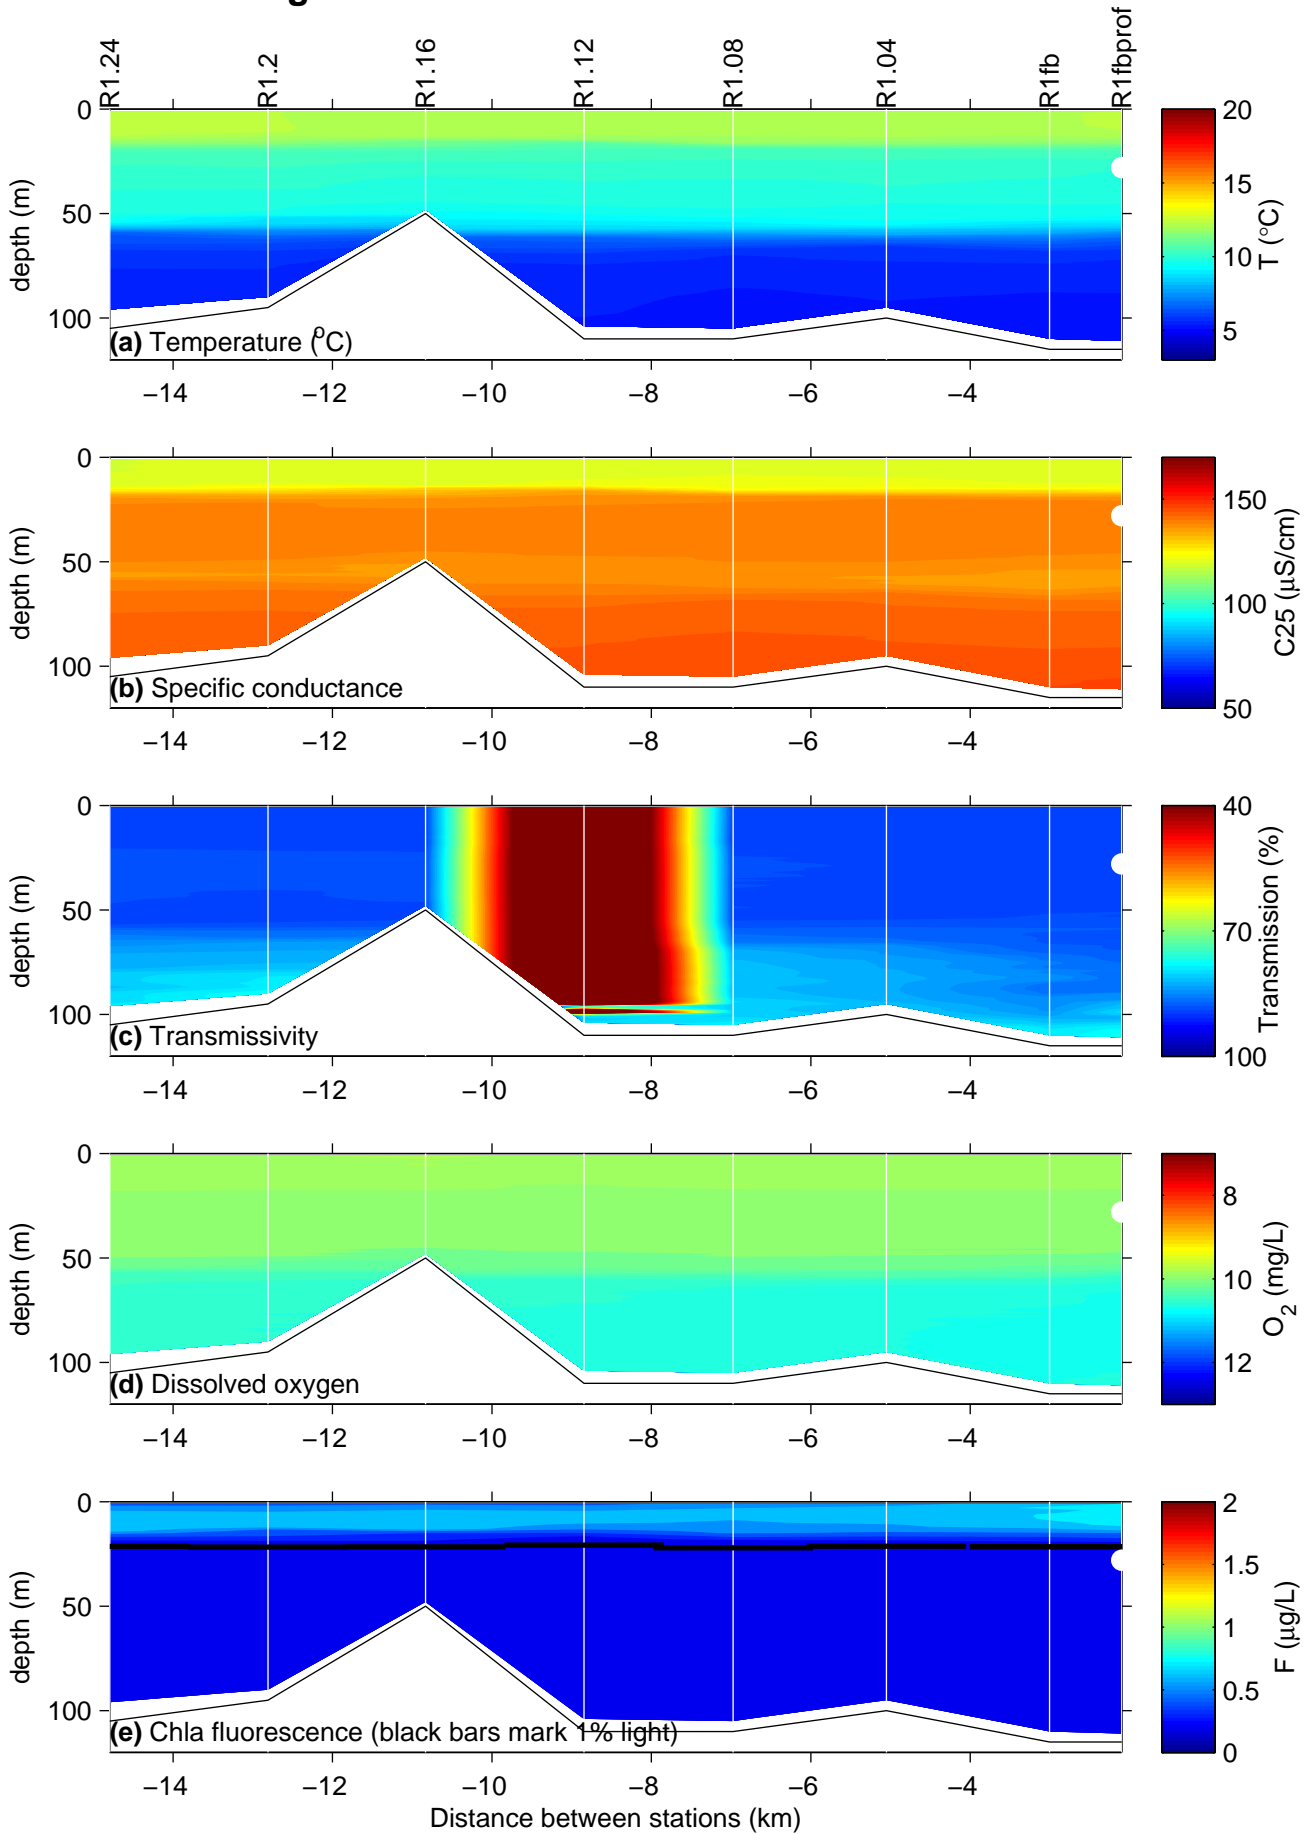 R1.24 R1.2 R1.16 R1.12 R1.08 R1.04 R1fb R1fbprof
0
50
100
depth (m)
(a) Temperature (oC)
−14 −12 −10 −8 −6 −4
20
15
10
5
T (°C)
0
50
100
depth (m)
(b) Specific conductance
−14 −12 −10 −8 −6 −4
150
100
50
C25 (µS/cm)
0
50
100
depth (m)
(c) Transmissivity
−14 −12 −10 −8 −6 −4
40
70
100
Transmission (%)
0
50
100
depth (m)
(d) Dissolved oxygen
−14 −12 −10 −8 −6 −4
8
10
12
O2 (mg/L)
0
50
100
depth (m)
(e) Chla fluorescence (black bars mark 1% light)
−14 −12 −10 −8 −6 −4
2
1.5
1
0.5
0
F (µg/L)
Distance between stations (km)